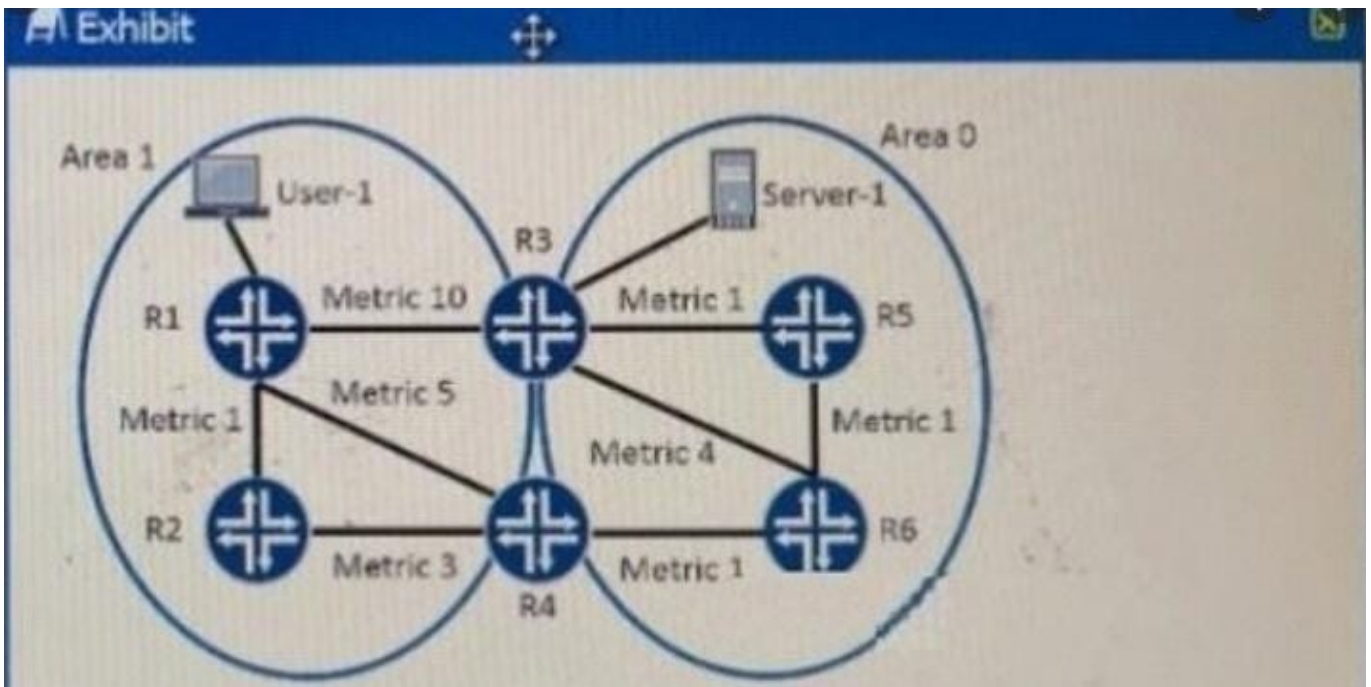 Exhibit
Area 1
Area 0
User-1
Server-1
R3
Metric 10
Metric 1
R1
R5
Metric 5
Metric 1
Metric 1
Metric 4
R2
R6
Metric 3
Metric 1
R4